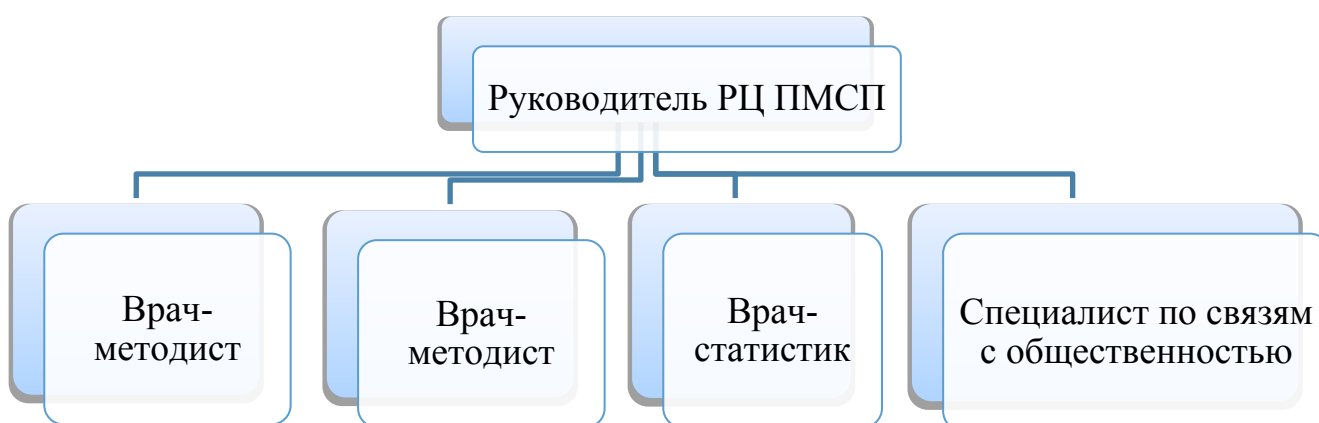 Руководитель РЦ ПМСП
Врач-
методист
Врач-
методист
Врач-
статистик
Специалист по связям
с общественностью